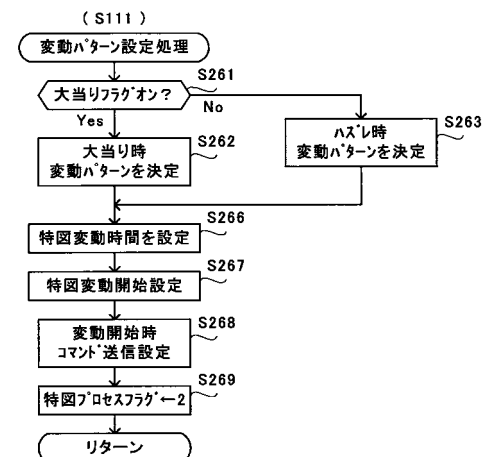 (S111)
変動パターン設定処理
S261
大当りフラグオン？
No
Yes
S262
大当り時
変動パターンを決定
S263
ハズレ時
変動パターンを決定
S266
特図変動時間を設定
S267
特図変動開始設定
S268
変動開始時
コマンド送信設定
S269
特図プロセスフラグ←2
リターン